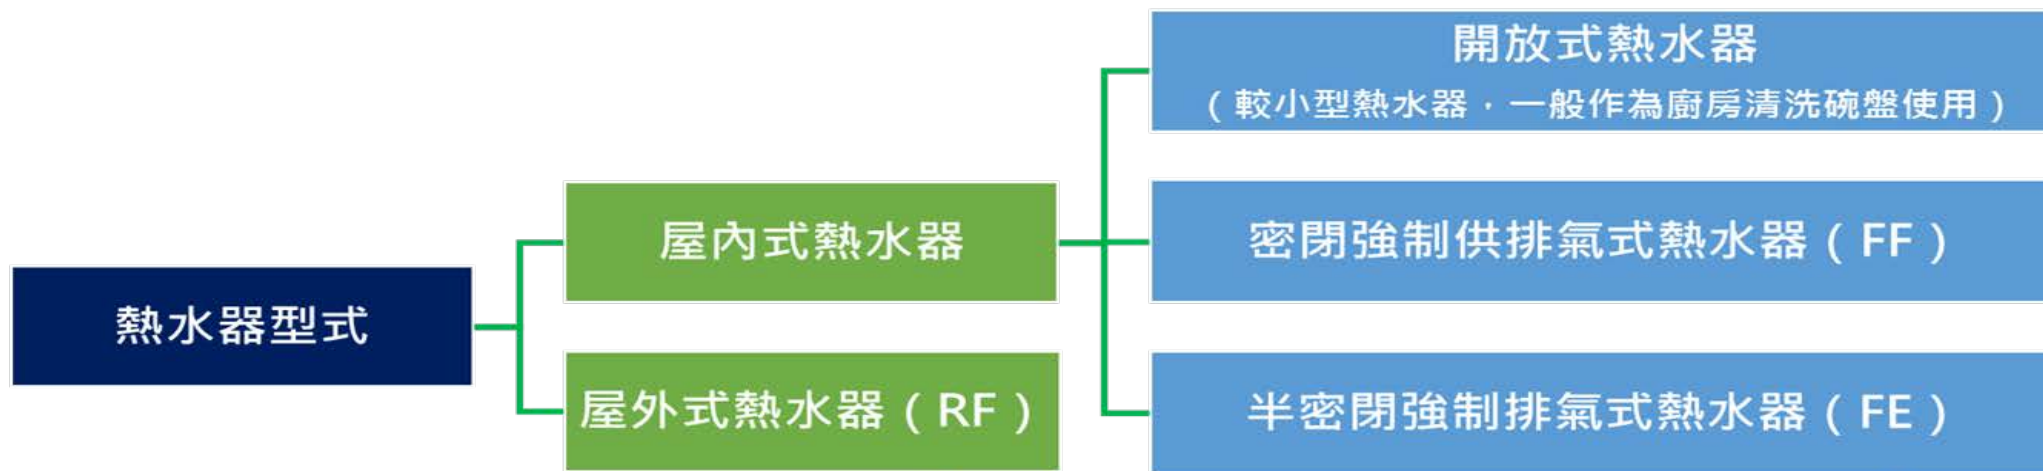 熱水器型式
屋內式熱水器
屋外式熱水器（RF）
開放式熱水器
（較小型熱水器，一般作為廚房清洗碗盤使用）
密閉強制供排氣式熱水器（FF）
半密閉強制排氣式熱水器（FE）